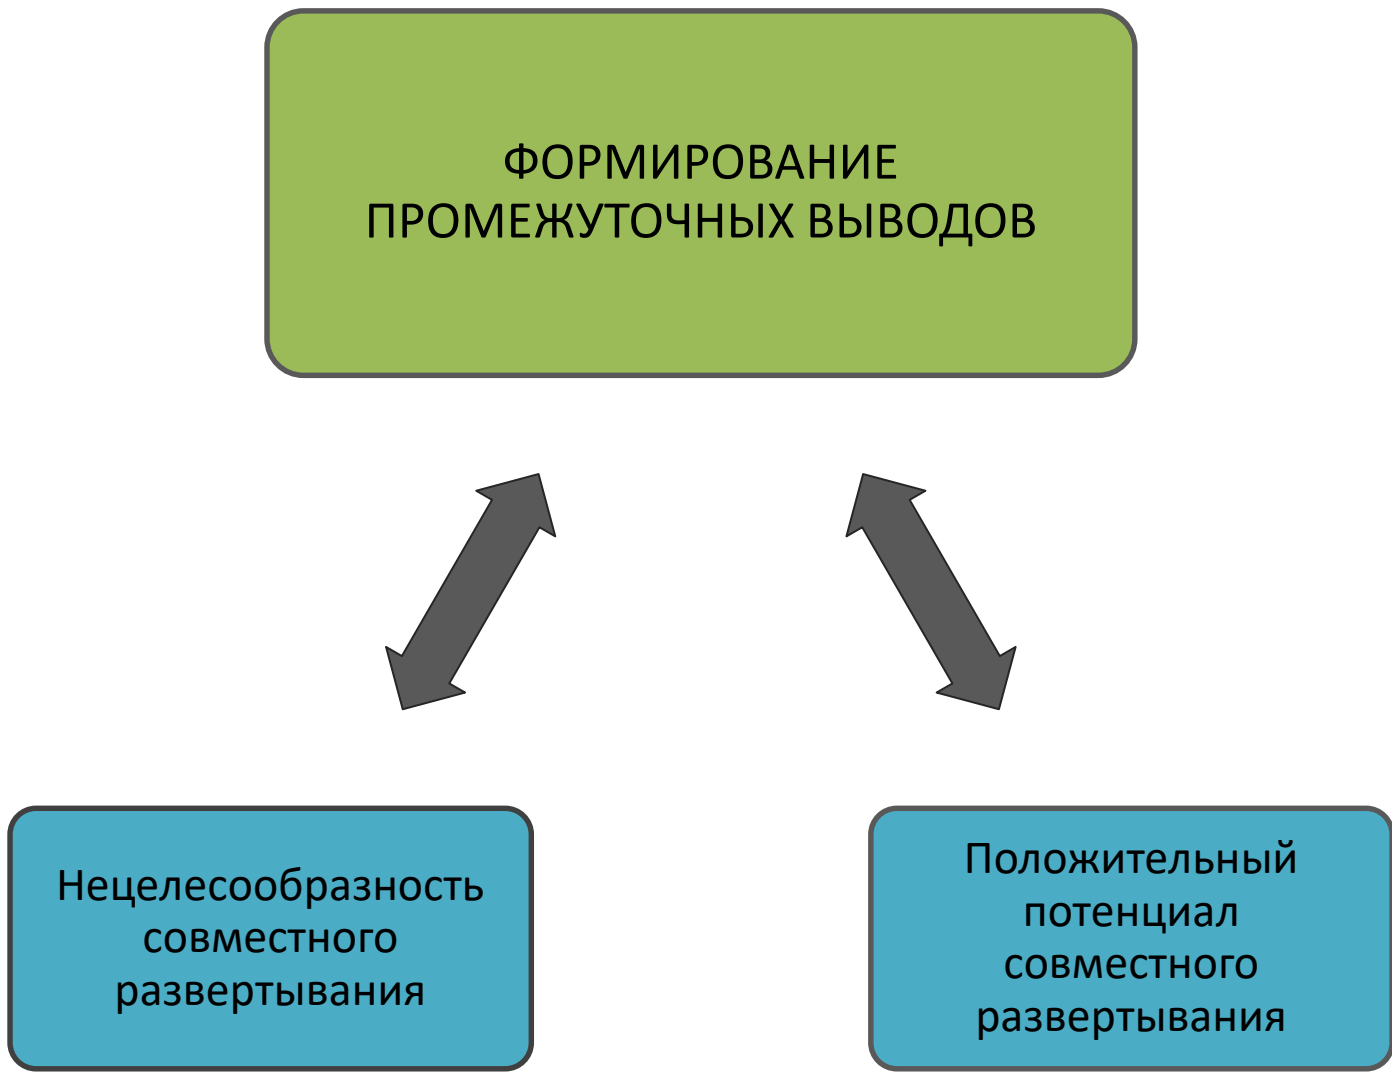 ФОРМИРОВАНИЕ
ПРОМЕЖУТОЧНЫХ ВЫВОДОВ
Нецелесообразность
совместного
развертывания
Положительный
потенциал
совместного
развертывания